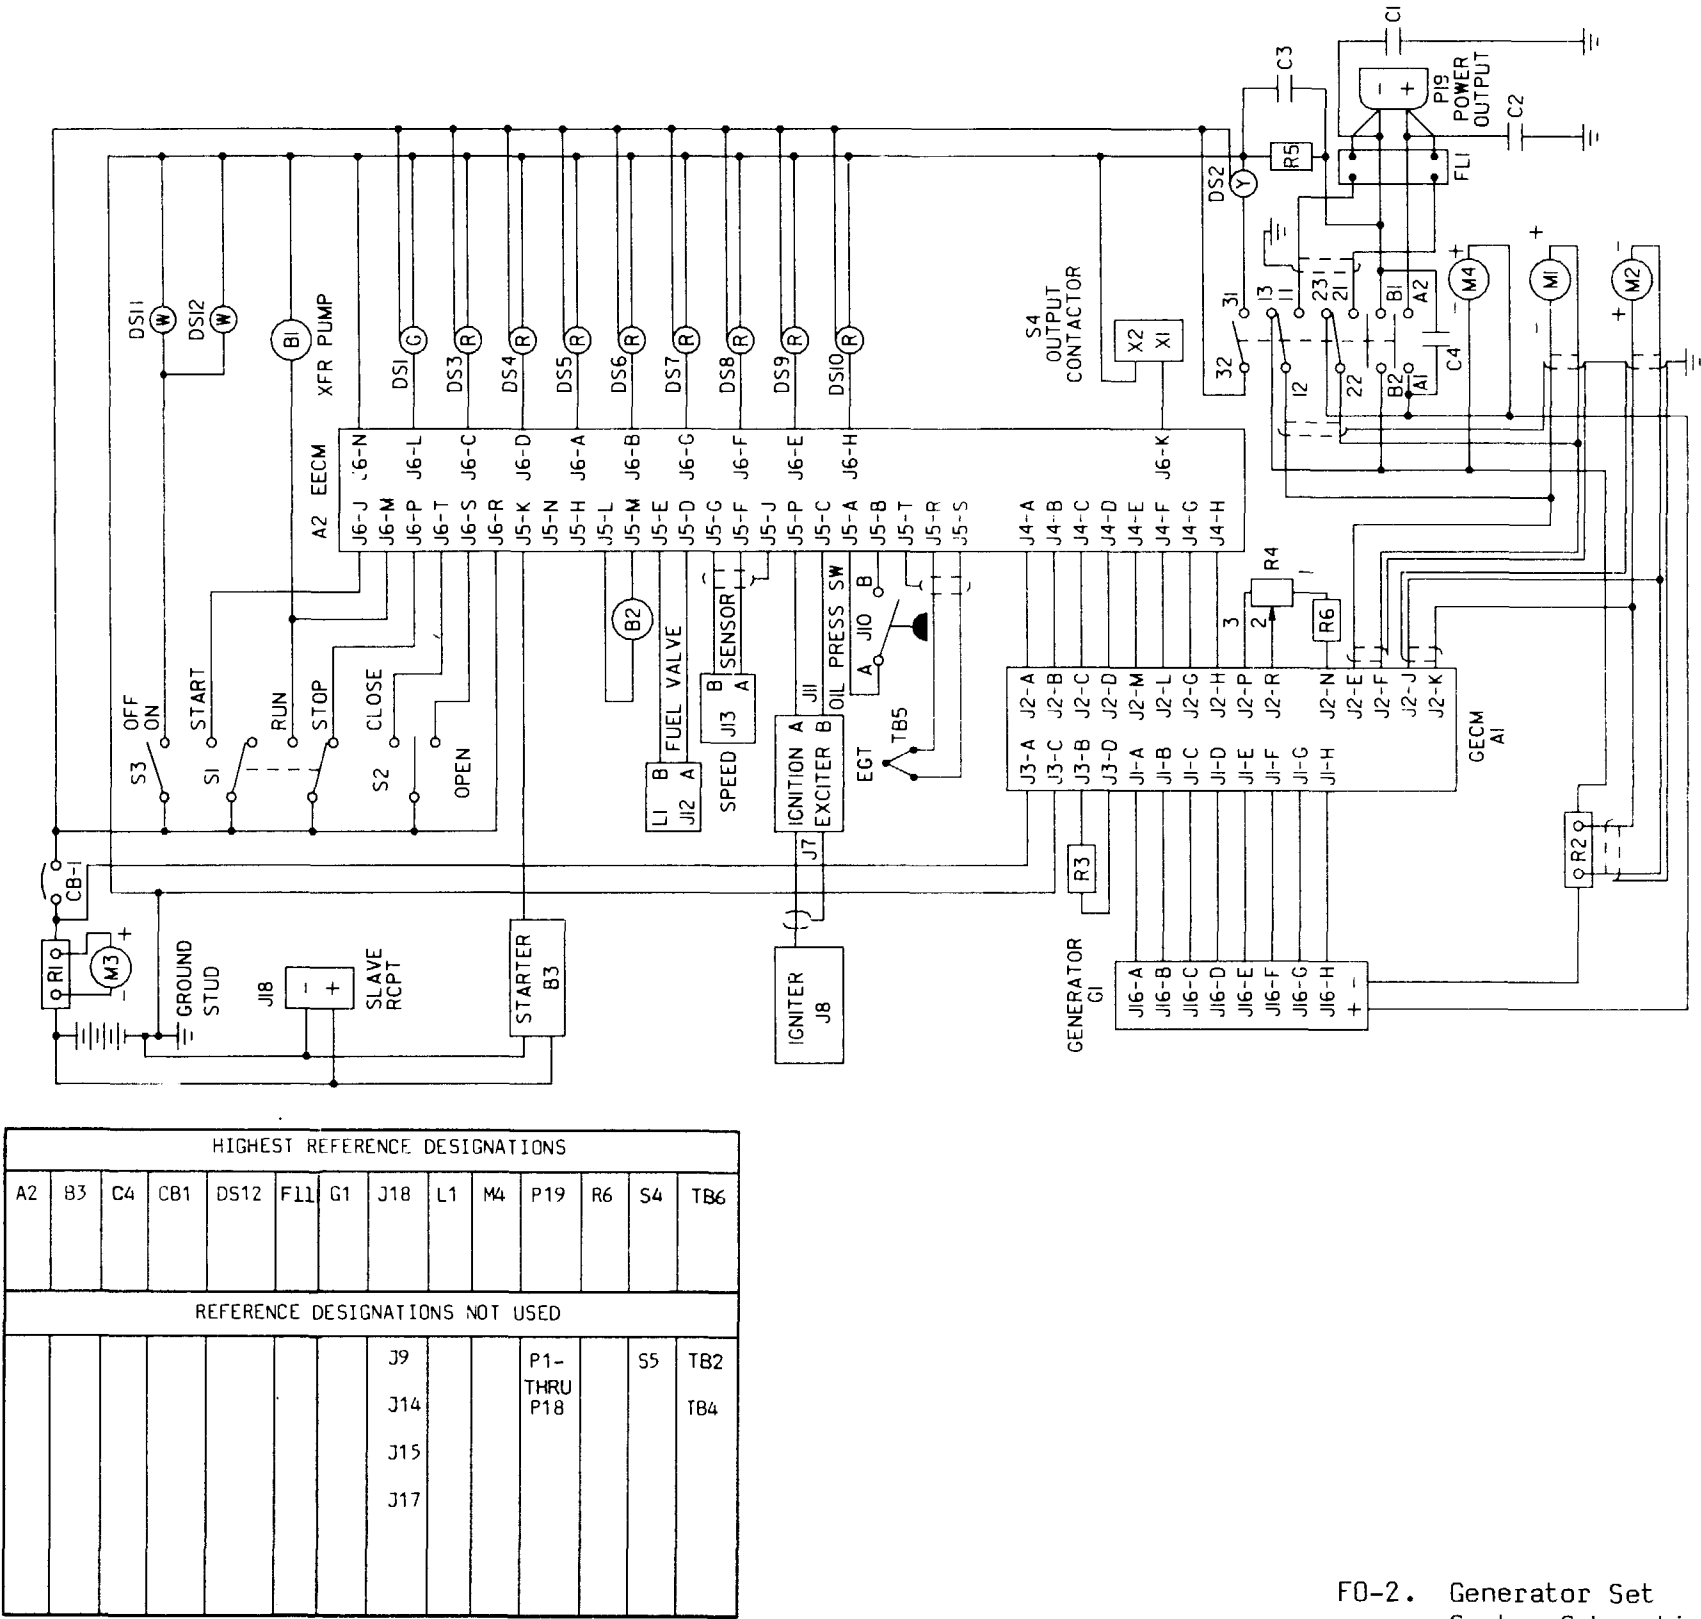 C1
C3
P19
POWER
OUTPUT
-
+
C2
R5
FL1
DS2
Y
DS11
W
DS12
W
B1
XFR PUMP
DS1
G
DS3
R
DS4
R
DS5
R
DS6
R
DS7
R
DS8
R
DS9
R
DS10
R
S4
OUTPUT
CONTACTOR
X2
X1
32
31
13
11
12
23
21
22
B1
B2
A2
A1
C4
M4
+
-
M1
+
-
M2
-
+
A2 EECM
J6-N
J6-L
J6-C
J6-D
J6-A
J6-B
J6-G
J6-F
J6-E
J6-H
J6-K
J6-J
J6-M
J6-P
J6-T
J6-S
J6-R
J5-K
J5-N
J5-H
J5-L
J5-M
J5-E
J5-D
J5-G
J5-F
J5-J
J5-P
J5-C
J5-A
J5-B
J5-T
J5-R
J5-S
J4-A
J4-B
J4-C
J4-D
J4-E
J4-F
J4-G
J4-H
OFF
ON
S3
START
S1
RUN
STOP
CLOSE
S2
OPEN
B2
FUEL VALVE
L1 B
J12 A
SPEED SENSOR
B
J13 A
J11
IGNITION A
EXCITER B
J7
OIL PRESS SW
A J10 B
EGT
TB5
R4
3
2
1
R6
J2-A
J2-B
J2-C
J2-D
J2-M
J2-L
J2-G
J2-H
J2-P
J2-R
J2-N
J2-E
J2-F
J2-J
J2-K
J3-A
J3-C
J3-B
J3-D
J1-A
J1-B
J1-C
J1-D
J1-E
J1-F
J1-G
J1-H
GECM
A1
CB-1
R1
M3
+
-
GROUND
STUD
J18
-
+
SLAVE
RCPT
STARTER
B3
IGNITER
J8
R3
R2
GENERATOR
G1
J16-A
J16-B
J16-C
J16-D
J16-E
J16-F
J16-G
J16-H
+ -
HIGHEST REFERENCE DESIGNATIONS
A2 B3 C4 CB1 DS12 F11 G1 J18 L1 M4 P19 R6 S4 TB6
REFERENCE DESIGNATIONS NOT USED
J9 P1- S5 TB2
THRU
J14 P18 TB4
J15
J17
FO-2. Generator Set